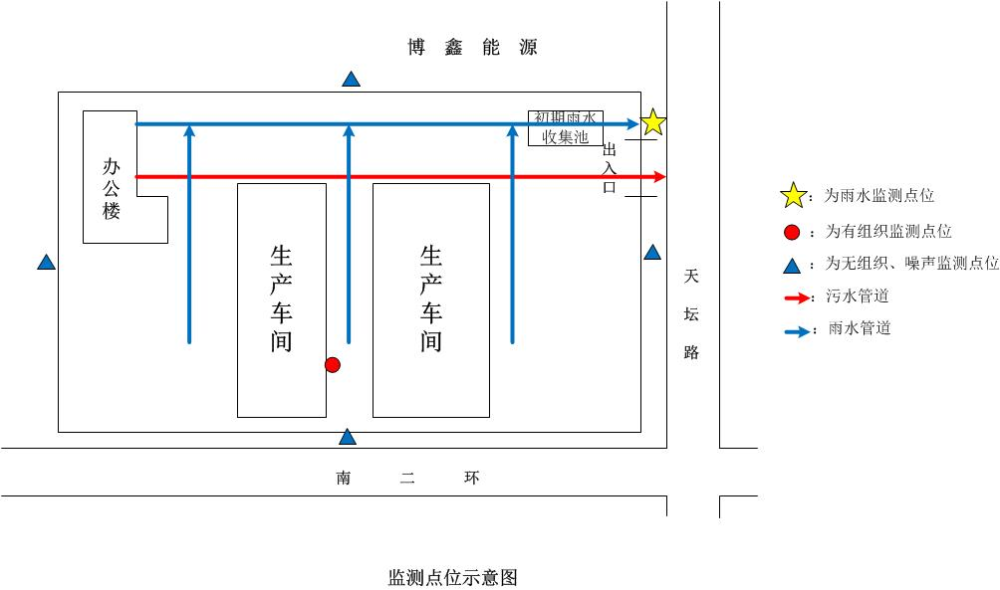 博鑫能源
初期雨水
收集池
出入口
办公楼
生产车间
生产车间
天坛路
南二环
：为雨水监测点位
：为有组织监测点位
：为无组织、噪声监测点位
：污水管道
：雨水管道
监测点位示意图